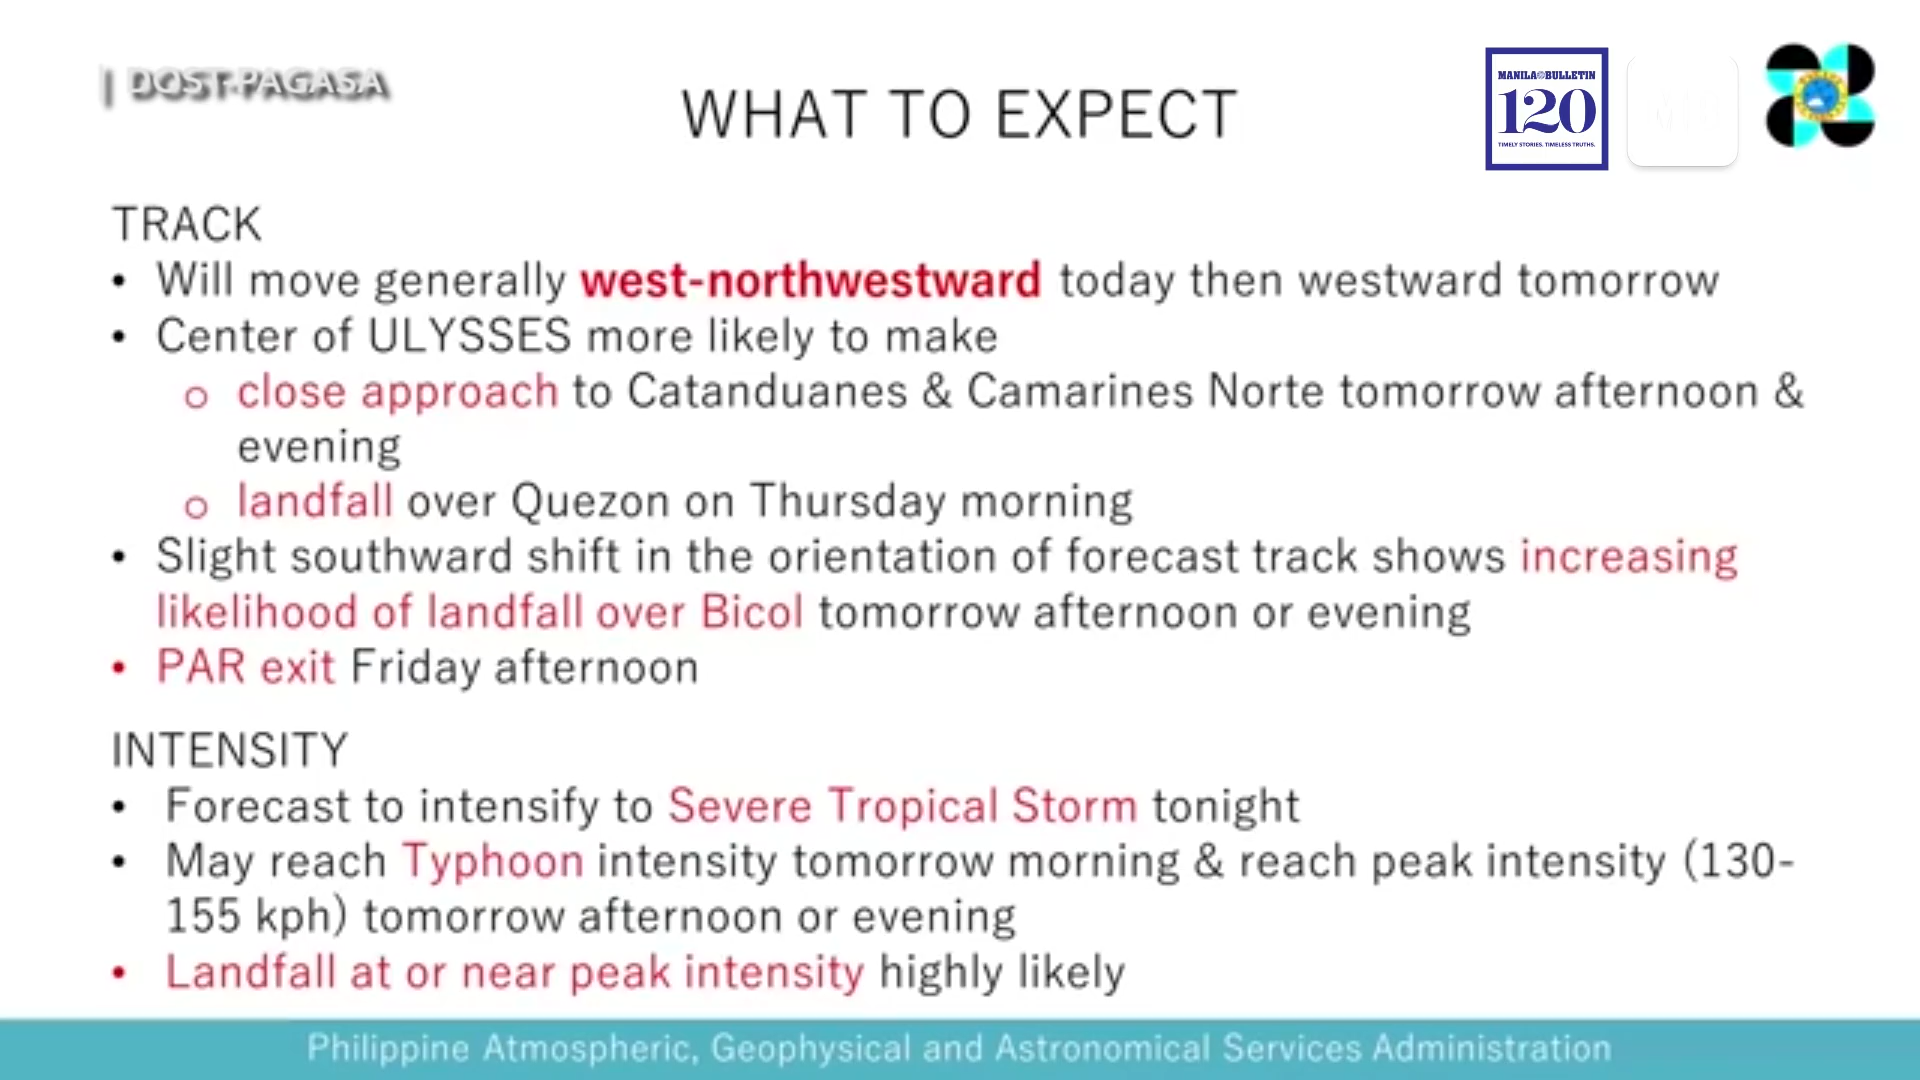 | DOST-PAGASA
MANILA BULLETIN
120
TIMELY STORIES. TIMELESS TRUTHS.
WHAT TO EXPECT
TRACK
• Will move generally west-northwestward today then westward tomorrow
• Center of ULYSSES more likely to make
o close approach to Catanduanes & Camarines Norte tomorrow afternoon &
evening
o landfall over Quezon on Thursday morning
• Slight southward shift in the orientation of forecast track shows increasing
likelihood of landfall over Bicol tomorrow afternoon or evening
• PAR exit Friday afternoon
INTENSITY
• Forecast to intensify to Severe Tropical Storm tonight
• May reach Typhoon intensity tomorrow morning & reach peak intensity (130-
155 kph) tomorrow afternoon or evening
• Landfall at or near peak intensity highly likely
Philippine Atmospheric, Geophysical and Astronomical Services Administration